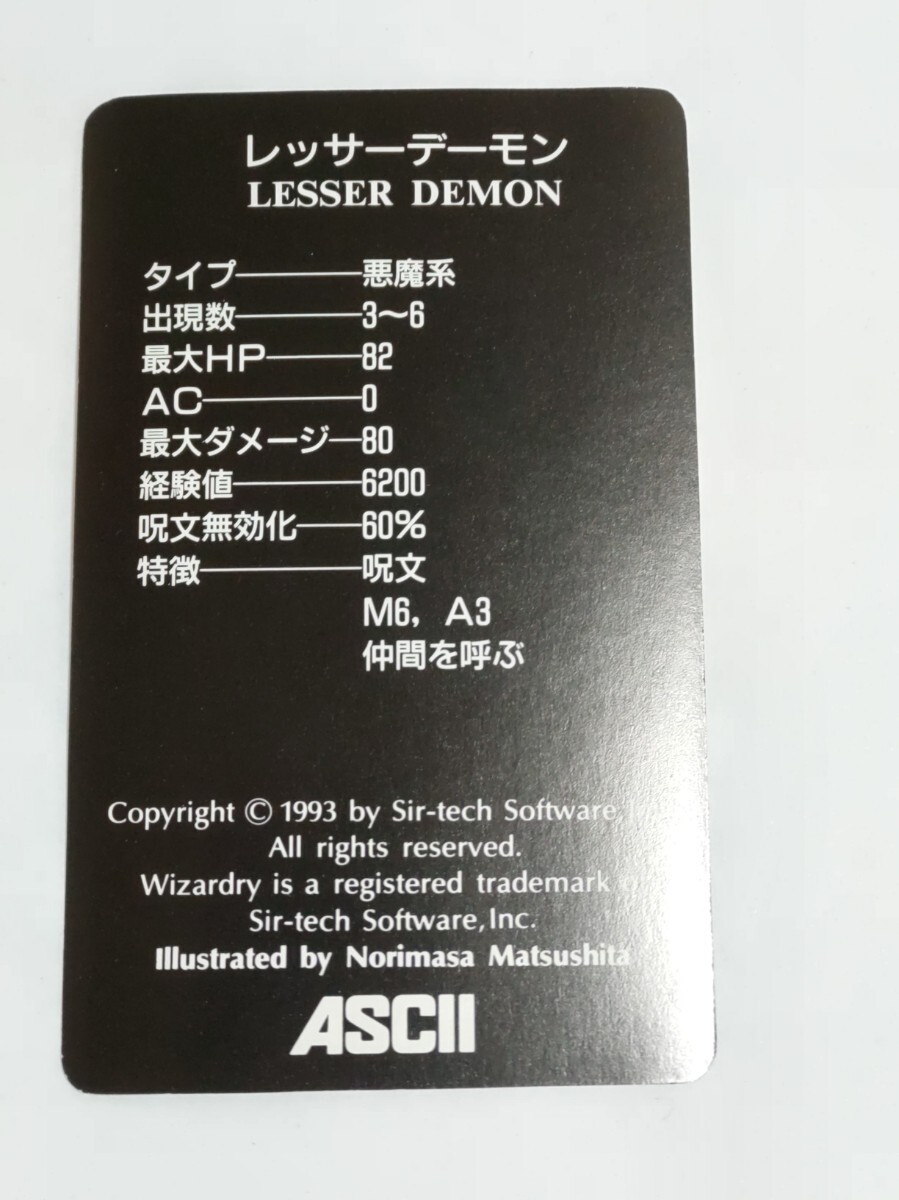 レッサーデーモン
LESSER DEMON
タイプ――――悪魔系
出現数――――3〜6
最大HP―――82
AC―――――0
最大ダメージ―80
経験値――――6200
呪文無効化――60%
特徴―――――呪文
M6, A3
仲間を呼ぶ
Copyright © 1993 by Sir-tech Software,
All rights reserved.
Wizardry is a registered trademark
Sir-tech Software,Inc.
Illustrated by Norimasa Matsushita
ASCII